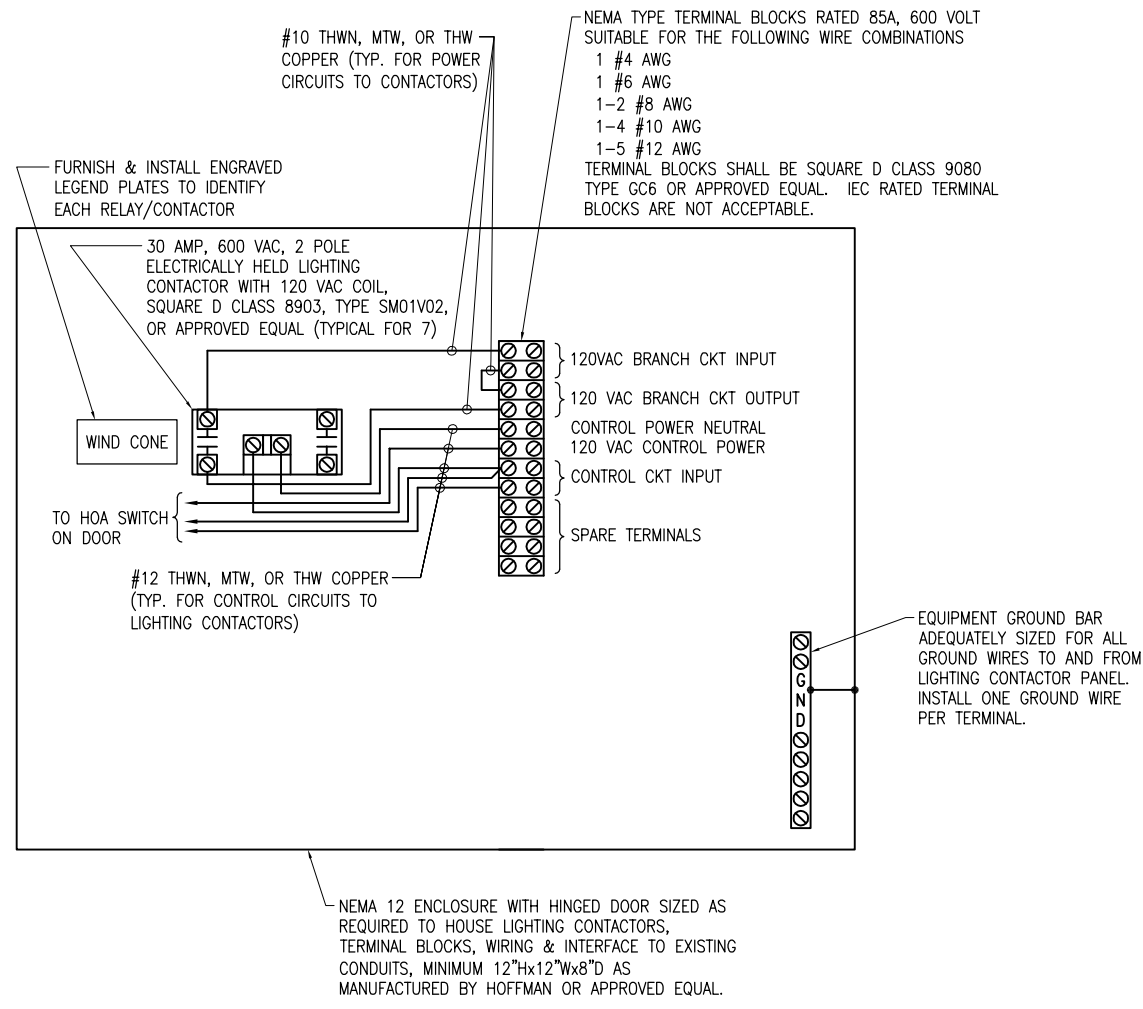 #10 THWN, MTW, OR THW
COPPER (TYP. FOR POWER
CIRCUITS TO CONTACTORS)
NEMA TYPE TERMINAL BLOCKS RATED 85A, 600 VOLT
SUITABLE FOR THE FOLLOWING WIRE COMBINATIONS
1 #4 AWG
1 #6 AWG
1-2 #8 AWG
1-4 #10 AWG
1-5 #12 AWG
TERMINAL BLOCKS SHALL BE SQUARE D CLASS 9080
TYPE GC6 OR APPROVED EQUAL. IEC RATED TERMINAL
BLOCKS ARE NOT ACCEPTABLE.
FURNISH & INSTALL ENGRAVED
LEGEND PLATES TO IDENTIFY
EACH RELAY/CONTACTOR
30 AMP, 600 VAC, 2 POLE
ELECTRICALLY HELD LIGHTING
CONTACTOR WITH 120 VAC COIL,
SQUARE D CLASS 8903, TYPE SM01V02,
OR APPROVED EQUAL (TYPICAL FOR 7)
120VAC BRANCH CKT INPUT
120 VAC BRANCH CKT OUTPUT
CONTROL POWER NEUTRAL
120 VAC CONTROL POWER
CONTROL CKT INPUT
SPARE TERMINALS
WIND CONE
TO HOA SWITCH
ON DOOR
#12 THWN, MTW, OR THW COPPER
(TYP. FOR CONTROL CIRCUITS TO
LIGHTING CONTACTORS)
G
N
D
EQUIPMENT GROUND BAR
ADEQUATELY SIZED FOR ALL
GROUND WIRES TO AND FROM
LIGHTING CONTACTOR PANEL.
INSTALL ONE GROUND WIRE
PER TERMINAL.
NEMA 12 ENCLOSURE WITH HINGED DOOR SIZED AS
REQUIRED TO HOUSE LIGHTING CONTACTORS,
TERMINAL BLOCKS, WIRING & INTERFACE TO EXISTING
CONDUITS, MINIMUM 12"Hx12"Wx8"D AS
MANUFACTURED BY HOFFMAN OR APPROVED EQUAL.